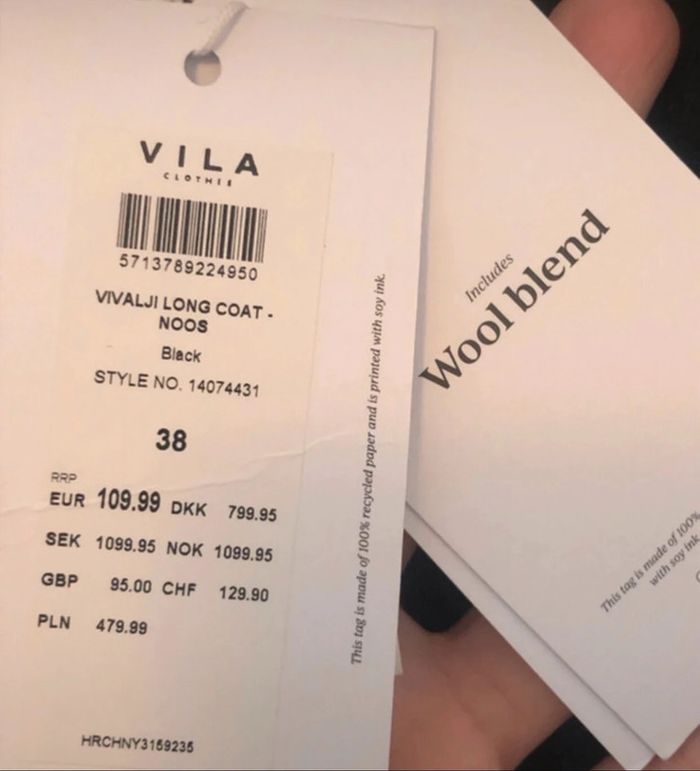 VILA
CLOTHES
5713789224950
VIVALJI LONG COAT -
NOOS
Black
STYLE NO. 14074431
38
RRP
EUR 109.99 DKK 799.95
SEK 1099.95 NOK 1099.95
GBP 95.00 CHF 129.90
PLN 479.99
HRCHNY3159235
This tag is made of 100% recycled paper and is printed with soy ink.
Includes
Wool blend
This tag is made of 100%
with soy ink